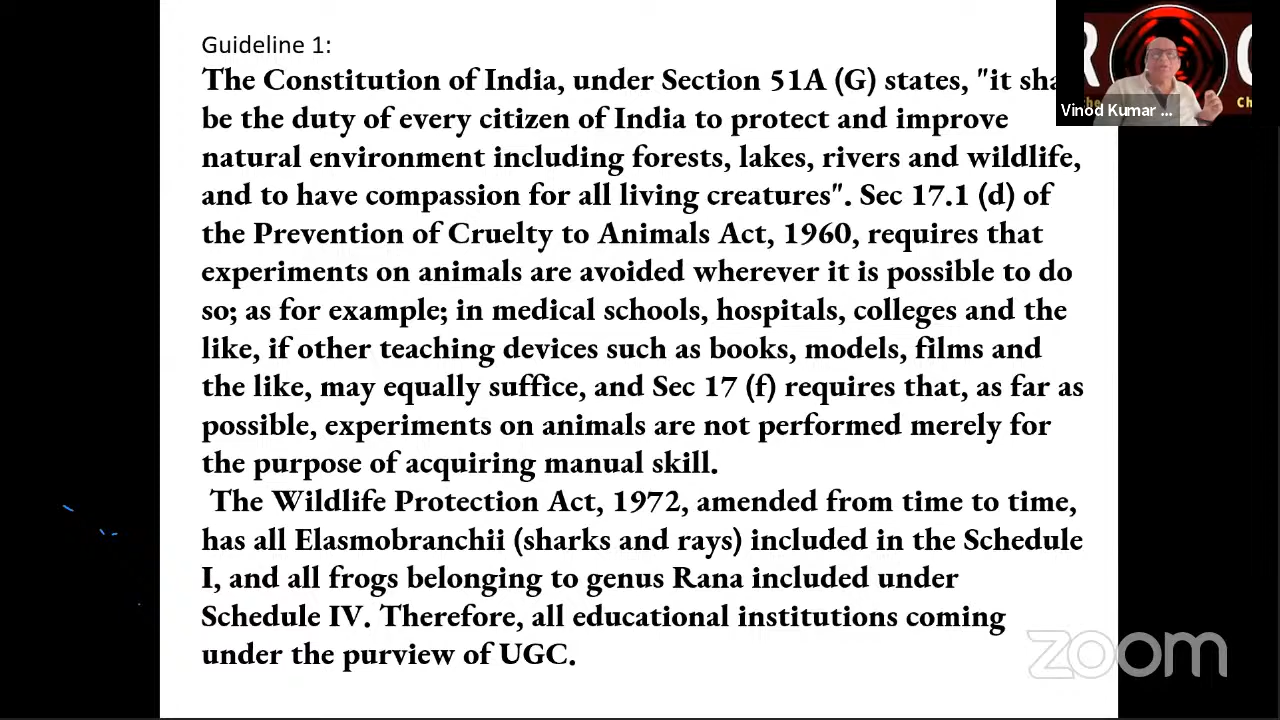 Guideline 1:
The Constitution of India, under Section 51A (G) states, "it sha
be the duty of every citizen of India to protect and improve
natural environment including forests, lakes, rivers and wildlife,
and to have compassion for all living creatures". Sec 17.1 (d) of
the Prevention of Cruelty to Animals Act, 1960, requires that
experiments on animals are avoided wherever it is possible to do
so; as for example; in medical schools, hospitals, colleges and the
like, if other teaching devices such as books, models, films and
the like, may equally suffice, and Sec 17 (f) requires that, as far as
possible, experiments on animals are not performed merely for
the purpose of acquiring manual skill.
The Wildlife Protection Act, 1972, amended from time to time,
has all Elasmobranchii (sharks and rays) included in the Schedule
I, and all frogs belonging to genus Rana included under
Schedule IV. Therefore, all educational institutions coming
under the purview of UGC.
R C
he Ch
Vinod Kumar ...
zoom